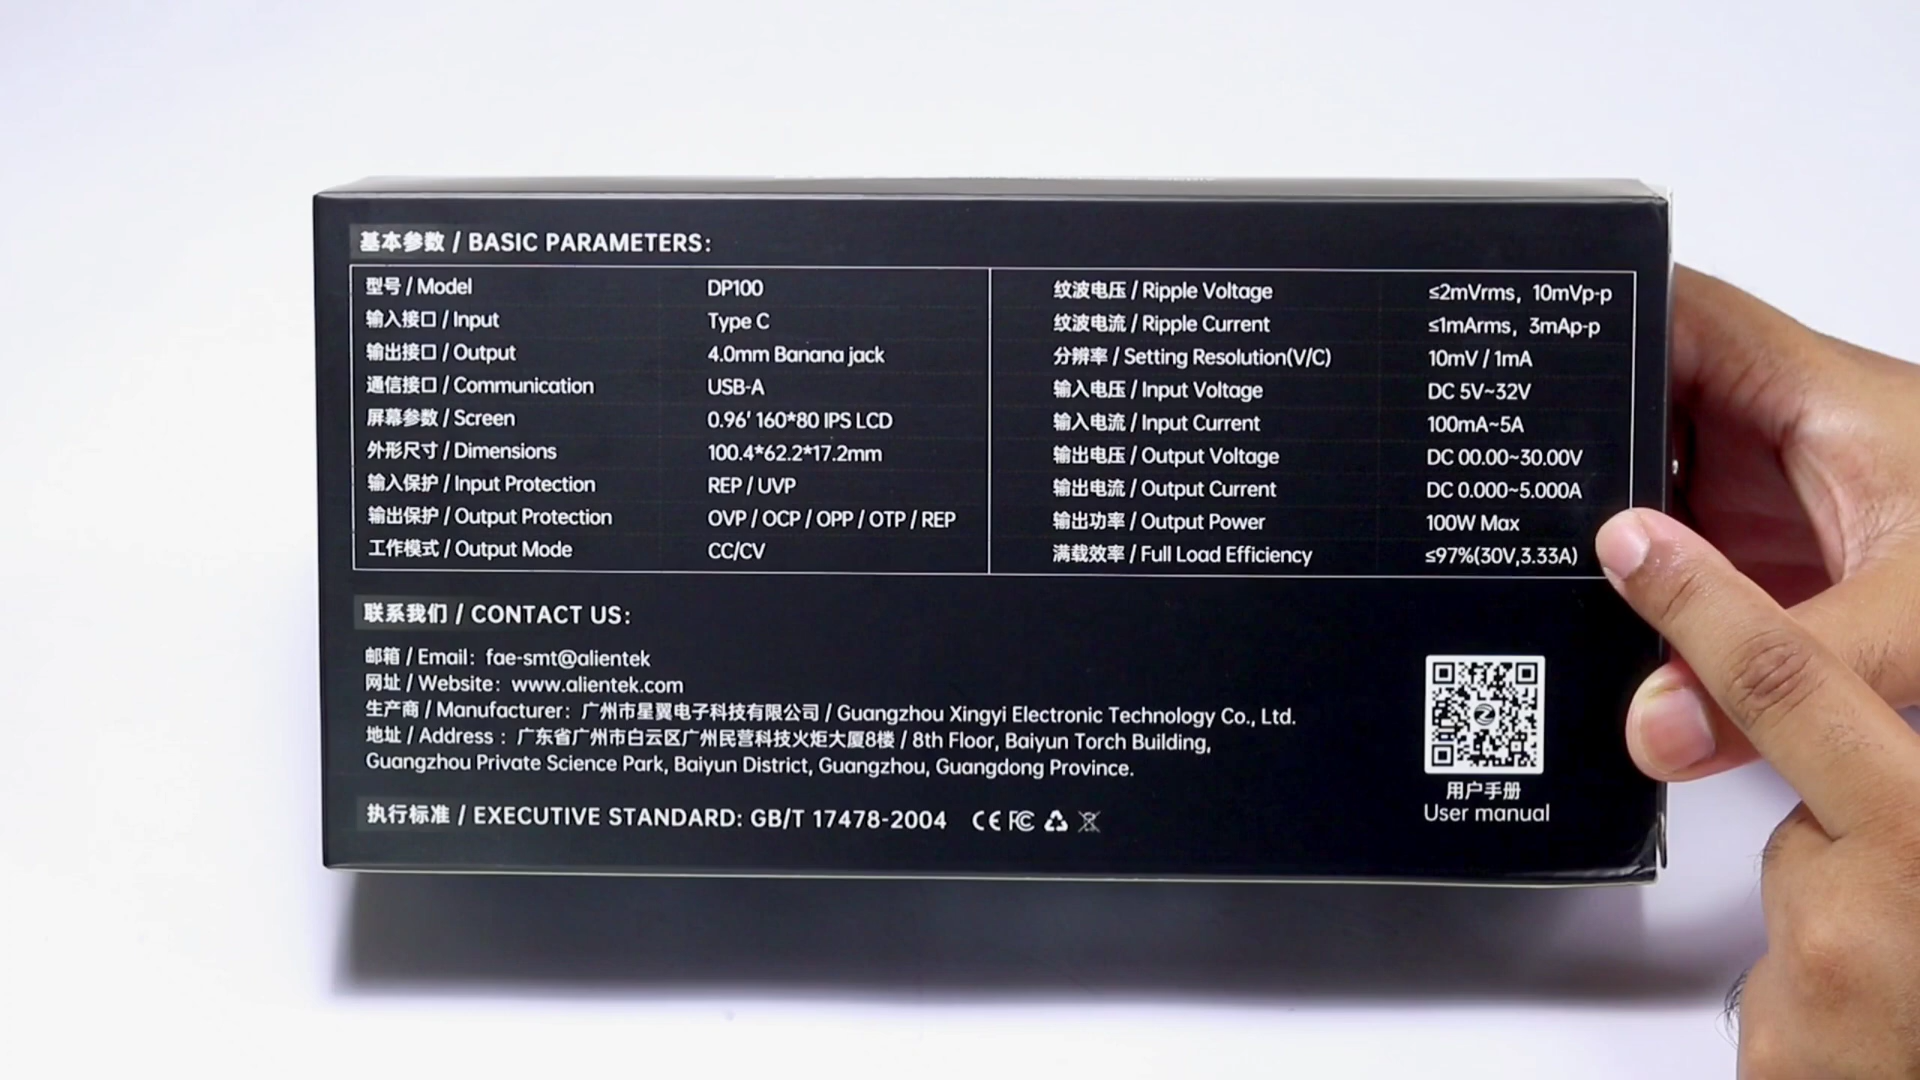 基本参数 / BASIC PARAMETERS:
型号 / Model DP100
输入接口 / Input Type C
输出接口 / Output 4.0mm Banana jack
通信接口 / Communication USB-A
屏幕参数 / Screen 0.96' 160*80 IPS LCD
外形尺寸 / Dimensions 100.4*62.2*17.2mm
输入保护 / Input Protection REP / UVP
输出保护 / Output Protection OVP / OCP / OPP / OTP / REP
工作模式 / Output Mode CC/CV
纹波电压 / Ripple Voltage ≤2mVrms，10mVp-p
纹波电流 / Ripple Current ≤1mArms，3mAp-p
分辨率 / Setting Resolution(V/C) 10mV / 1mA
输入电压 / Input Voltage DC 5V~32V
输入电流 / Input Current 100mA~5A
输出电压 / Output Voltage DC 00.00~30.00V
输出电流 / Output Current DC 0.000~5.000A
输出功率 / Output Power 100W Max
满载效率 / Full Load Efficiency ≤97%(30V,3.33A)
联系我们 / CONTACT US:
邮箱 / Email：fae-smt@alientek
网址 / Website：www.alientek.com
生产商 / Manufacturer：广州市星翼电子科技有限公司 / Guangzhou Xingyi Electronic Technology Co., Ltd.
地址 / Address ：广东省广州市白云区广州民营科技火炬大厦8楼 / 8th Floor, Baiyun Torch Building,
Guangzhou Private Science Park, Baiyun District, Guangzhou, Guangdong Province.
执行标准 / EXECUTIVE STANDARD: GB/T 17478-2004 CE FC
用户手册
User manual